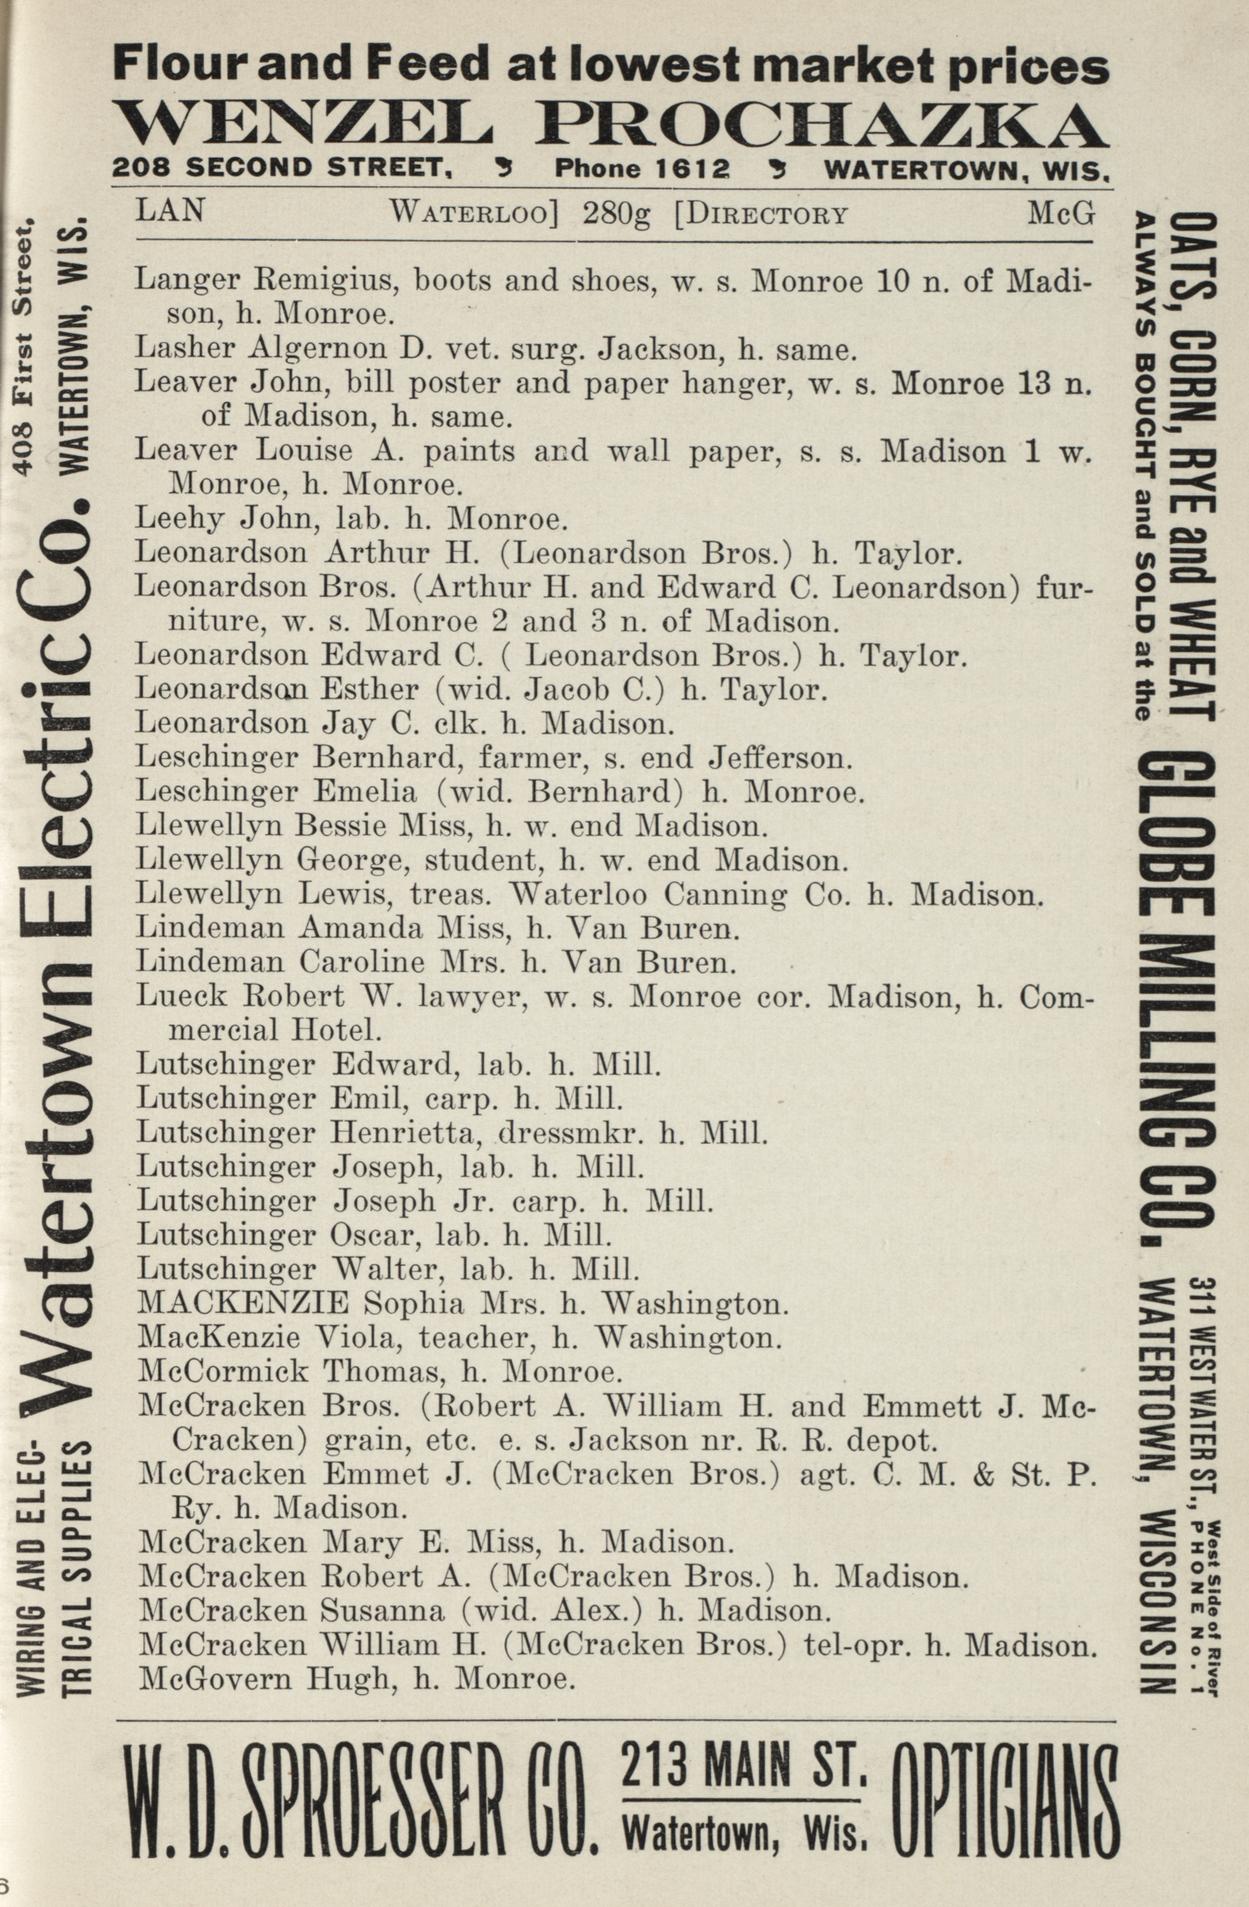 Flour and Feed at lowest market prices
WENZEL PROCHAZKA
208 SECOND STREET, Phone 1612 WATERTOWN, WIS.
LAN WATERLOO] 280g [DIRECTORY McG
Langer Remigius, boots and shoes, w. s. Monroe 10 n. of Madi-
son, h. Monroe.
Lasher Algernon D. vet. surg. Jackson, h. same.
Leaver John, bill poster and paper hanger, w. s. Monroe 13 n.
of Madison, h. same.
Leaver Louise A. paints and wall paper, s. s. Madison 1 w.
Monroe, h. Monroe.
Leehy John, lab. h. Monroe.
Leonardson Arthur H. (Leonardson Bros.) h. Taylor.
Leonardson Bros. (Arthur H. and Edward C. Leonardson) fur-
niture, w. s. Monroe 2 and 3 n. of Madison.
Leonardson Edward C. ( Leonardson Bros.) h. Taylor.
Leonardson Esther (wid. Jacob C.) h. Taylor.
Leonardson Jay C. clk. h. Madison.
Leschinger Bernhard, farmer, s. end Jefferson.
Leschinger Emelia (wid. Bernhard) h. Monroe.
Llewellyn Bessie Miss, h. w. end Madison.
Llewellyn George, student, h. w. end Madison.
Llewellyn Lewis, treas. Waterloo Canning Co. h. Madison.
Lindeman Amanda Miss, h. Van Buren.
Lindeman Caroline Mrs. h. Van Buren.
Lueck Robert W. lawyer, w. s. Monroe cor. Madison, h. Com-
mercial Hotel.
Lutschinger Edward, lab. h. Mill.
Lutschinger Emil, carp. h. Mill.
Lutschinger Henrietta, dressmkr. h. Mill.
Lutschinger Joseph, lab. h. Mill.
Lutschinger Joseph Jr. carp. h. Mill.
Lutschinger Oscar, lab. h. Mill.
Lutschinger Walter, lab. h. Mill.
MACKENZIE Sophia Mrs. h. Washington.
MacKenzie Viola, teacher, h. Washington.
McCormick Thomas, h. Monroe.
McCracken Bros. (Robert A. William H. and Emmett J. Mc-
Cracken) grain, etc. e. s. Jackson nr. R. R. depot.
McCracken Emmet J. (McCracken Bros.) agt. C. M. & St. P.
Ry. h. Madison.
McCracken Mary E. Miss, h. Madison.
McCracken Robert A. (McCracken Bros.) h. Madison.
McCracken Susanna (wid. Alex.) h. Madison.
McCracken William H. (McCracken Bros.) tel-opr. h. Madison.
McGovern Hugh, h. Monroe.
WIRING AND ELEC-
TRICAL SUPPLIES
Watertown Electric Co.
408 First Street,
WATERTOWN, WIS.
OATS, CORN, RYE and WHEAT
ALWAYS BOUGHT and SOLD at the
GLOBE MILLING CO.
311 WEST WATER ST., West Side of River
PHONE No. 1
WATERTOWN, WISCONSIN
W. D. SPROESSER CO. 213 MAIN ST. OPTICIANS
Watertown, Wis.
6